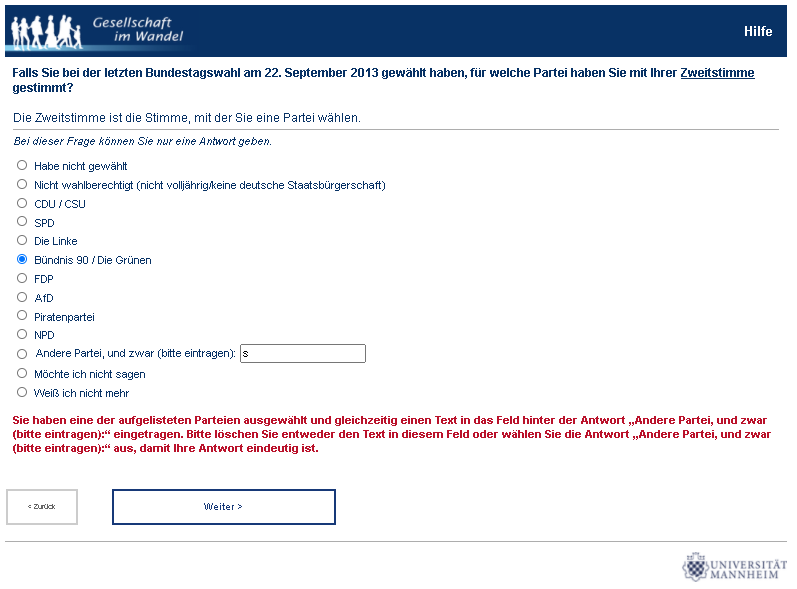 Gesellschaft
im Wandel
Hilfe
Falls Sie bei der letzten Bundestagswahl am 22. September 2013 gewählt haben, für welche Partei haben Sie mit Ihrer Zweitstimme
gestimmt?
Die Zweitstimme ist die Stimme, mit der Sie eine Partei wählen.
Bei dieser Frage können Sie nur eine Antwort geben.
Habe nicht gewählt
Nicht wahlberechtigt (nicht volljährig/keine deutsche Staatsbürgerschaft)
CDU / CSU
SPD
Die Linke
Bündnis 90 / Die Grünen
FDP
AfD
Piratenpartei
NPD
Andere Partei, und zwar (bitte eintragen): s
Möchte ich nicht sagen
Weiß ich nicht mehr
Sie haben eine der aufgelisteten Parteien ausgewählt und gleichzeitig einen Text in das Feld hinter der Antwort „Andere Partei, und zwar
(bitte eintragen):“ eingetragen. Bitte löschen Sie entweder den Text in diesem Feld oder wählen Sie die Antwort „Andere Partei, und zwar
(bitte eintragen):“ aus, damit Ihre Antwort eindeutig ist.
< Zurück
Weiter >
UNIVERSITÄT
MANNHEIM